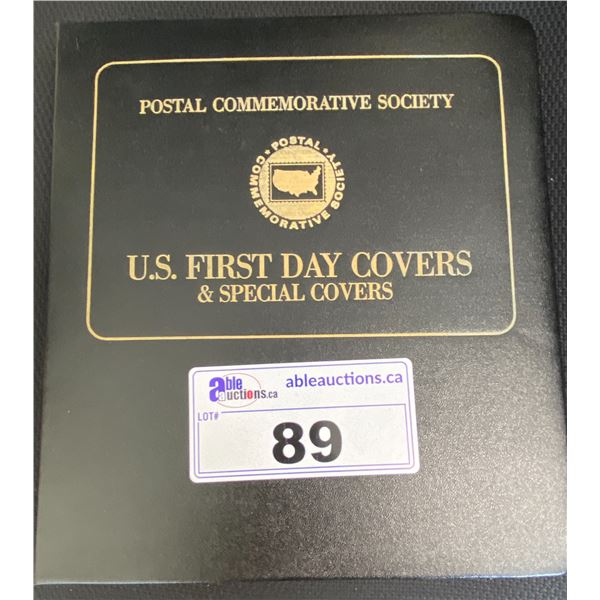 POSTAL COMMEMORATIVE SOCIETY
★ POSTAL ★
COMMEMORATIVE SOCIETY
U.S. FIRST DAY COVERS
& SPECIAL COVERS
able auctions.ca
ableauctions.ca
LOT#
89